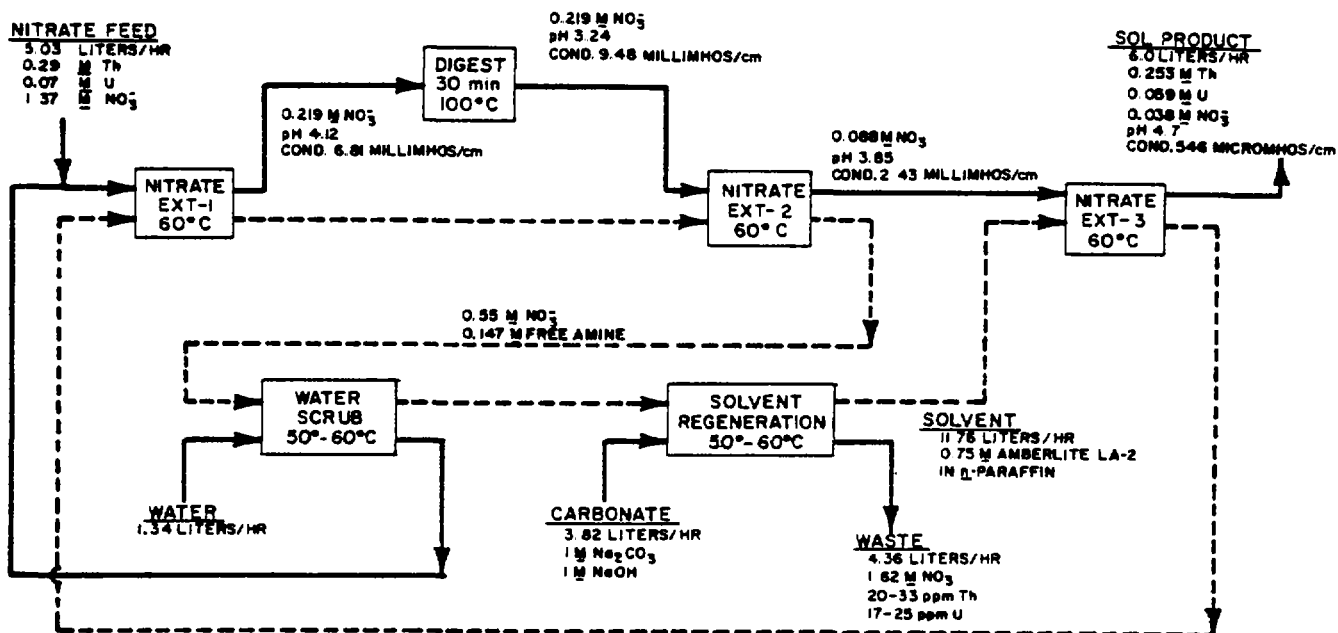 NITRATE FEED
5.03 LITERS/HR
0.29 M Th
0.07 M U
1.37 M NO3-
0.219 M NO3-
pH 3.24
COND. 9.48 MILLIMHOS/cm
SOL PRODUCT
6.0 LITERS/HR
0.253 M Th
0.059 M U
0.038 M NO3-
pH 4.7
COND. 546 MICROMHOS/cm
DIGEST
30 min
100°C
0.219 M NO3-
pH 4.12
COND. 6.81 MILLIMHOS/cm
0.088 M NO3
pH 3.85
COND. 2 43 MILLIMHOS/cm
NITRATE
EXT-1
60°C
NITRATE
EXT-2
60°C
NITRATE
EXT-3
60°C
0.55 M NO3-
0.147 M FREE AMINE
WATER
SCRUB
50°-60°C
SOLVENT
REGENERATION
50°-60°C
SOLVENT
11.76 LITERS/HR
0.75 M AMBERLITE LA-2
IN n-PARAFFIN
WATER
1.34 LITERS/HR
CARBONATE
3.82 LITERS/HR
1 M Na2CO3
1 M NaOH
WASTE
4.36 LITERS/HR
1 62 M NO3
20-33 ppm Th
17-25 ppm U